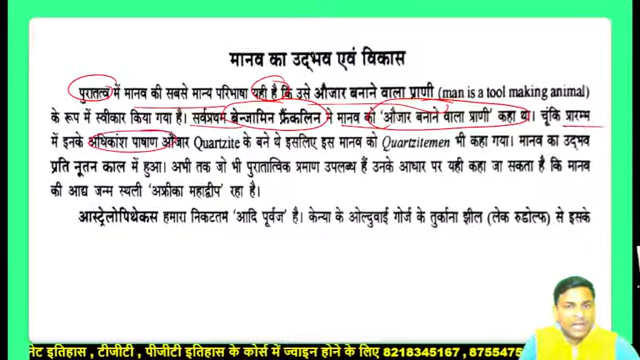 मानव का उद्भव एवं विकास
पुरातत्व में मानव की सबसे मान्य परिभाषा यही है कि उसे औजार बनाने वाला प्राणी (man is a tool making animal)
के रूप में स्वीकार किया गया है। सर्वप्रथम बेन्जामिन फ्रैंकलिन ने मानव को 'औजार बनाने वाला प्राणी' कहा था। चूंकि प्रारम्भ
में इनके अधिकांश पाषाण औजार Quartzite के बने थे इसलिए इस मानव को Quartzitemen भी कहा गया। मानव का उद्भव
प्रति नूतन काल में हुआ। अभी तक जो भी पुरातात्विक प्रमाण उपलब्ध हैं उनके आधार पर यही कहा जा सकता है कि मानव
की आद्य जन्म स्थली 'अफ्रीका महाद्वीप' रहा है।
आस्ट्रेलोपिथेकस हमारा निकटतम 'आदि पूर्वज' है। केन्या के ओल्डुवाई गोर्ज के तुर्काना झील (लेक रुडोल्फ) से इसके
नेट इतिहास , टीजीटी , पीजीटी इतिहास के कोर्स में ज्वाइन होने के लिए 8218345167 , 8755475